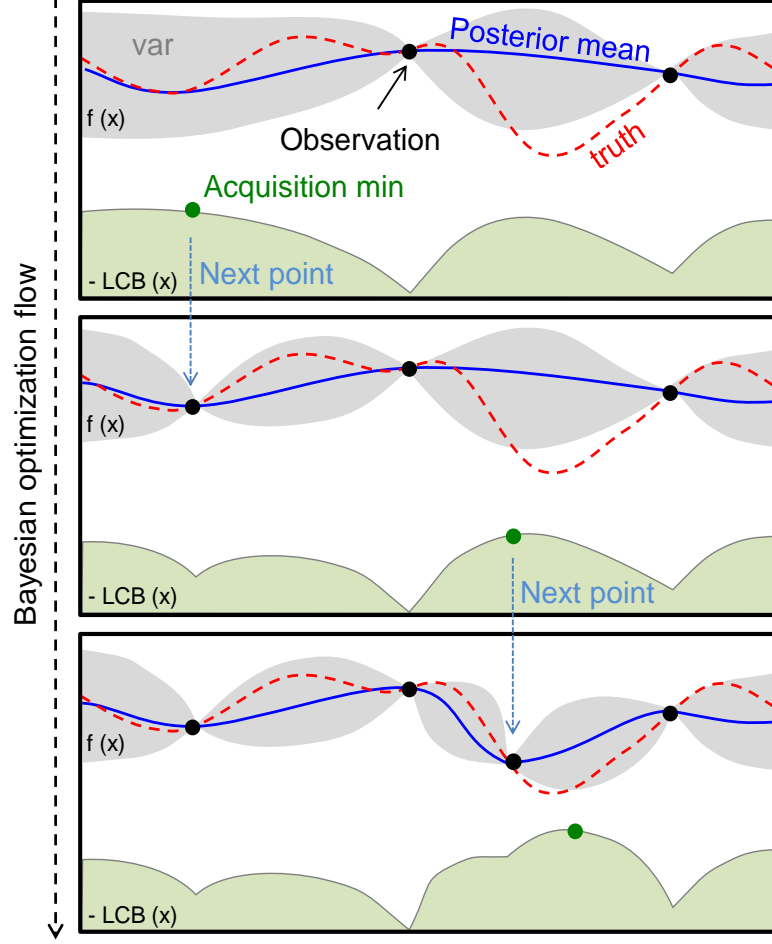 Bayesian optimization flow
var
Posterior mean
f (x)
Observation
truth
Acquisition min
- LCB (x)
Next point
f (x)
- LCB (x)
Next point
f (x)
- LCB (x)